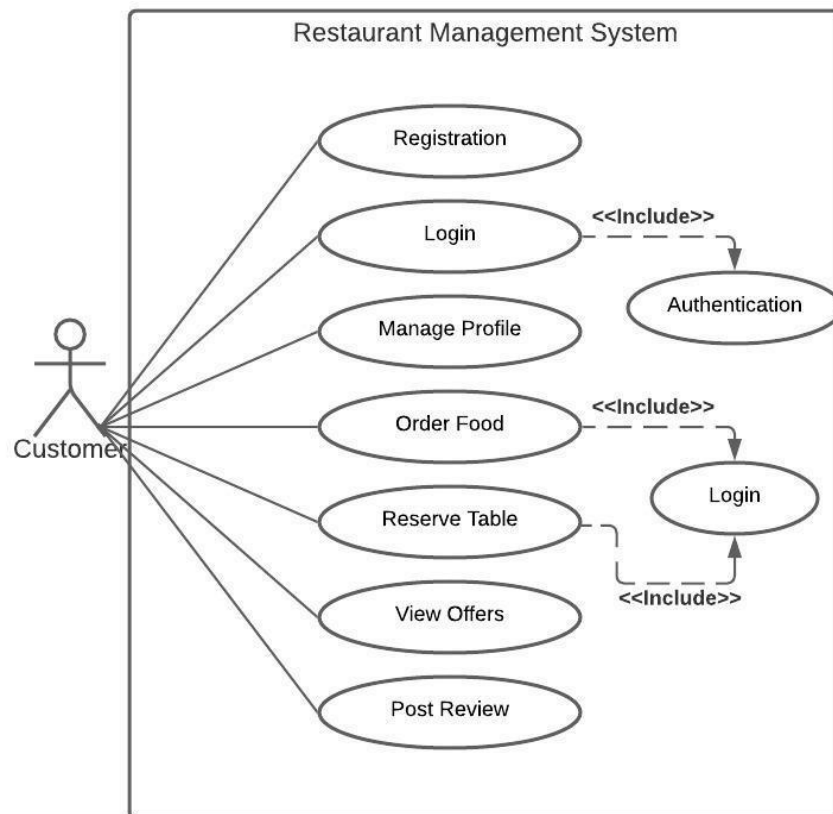 Restaurant Management System
Registration
<<Include>>
Login
Authentication
Manage Profile
<<Include>>
Order Food
Customer
Login
Reserve Table
<<Include>>
View Offers
Post Review